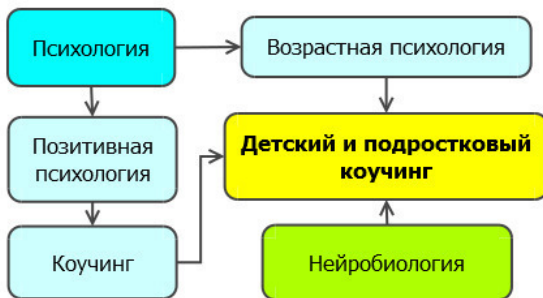 Психология
Возрастная психология
Позитивная
психология
Детский и подростковый
коучинг
Коучинг
Нейробиология